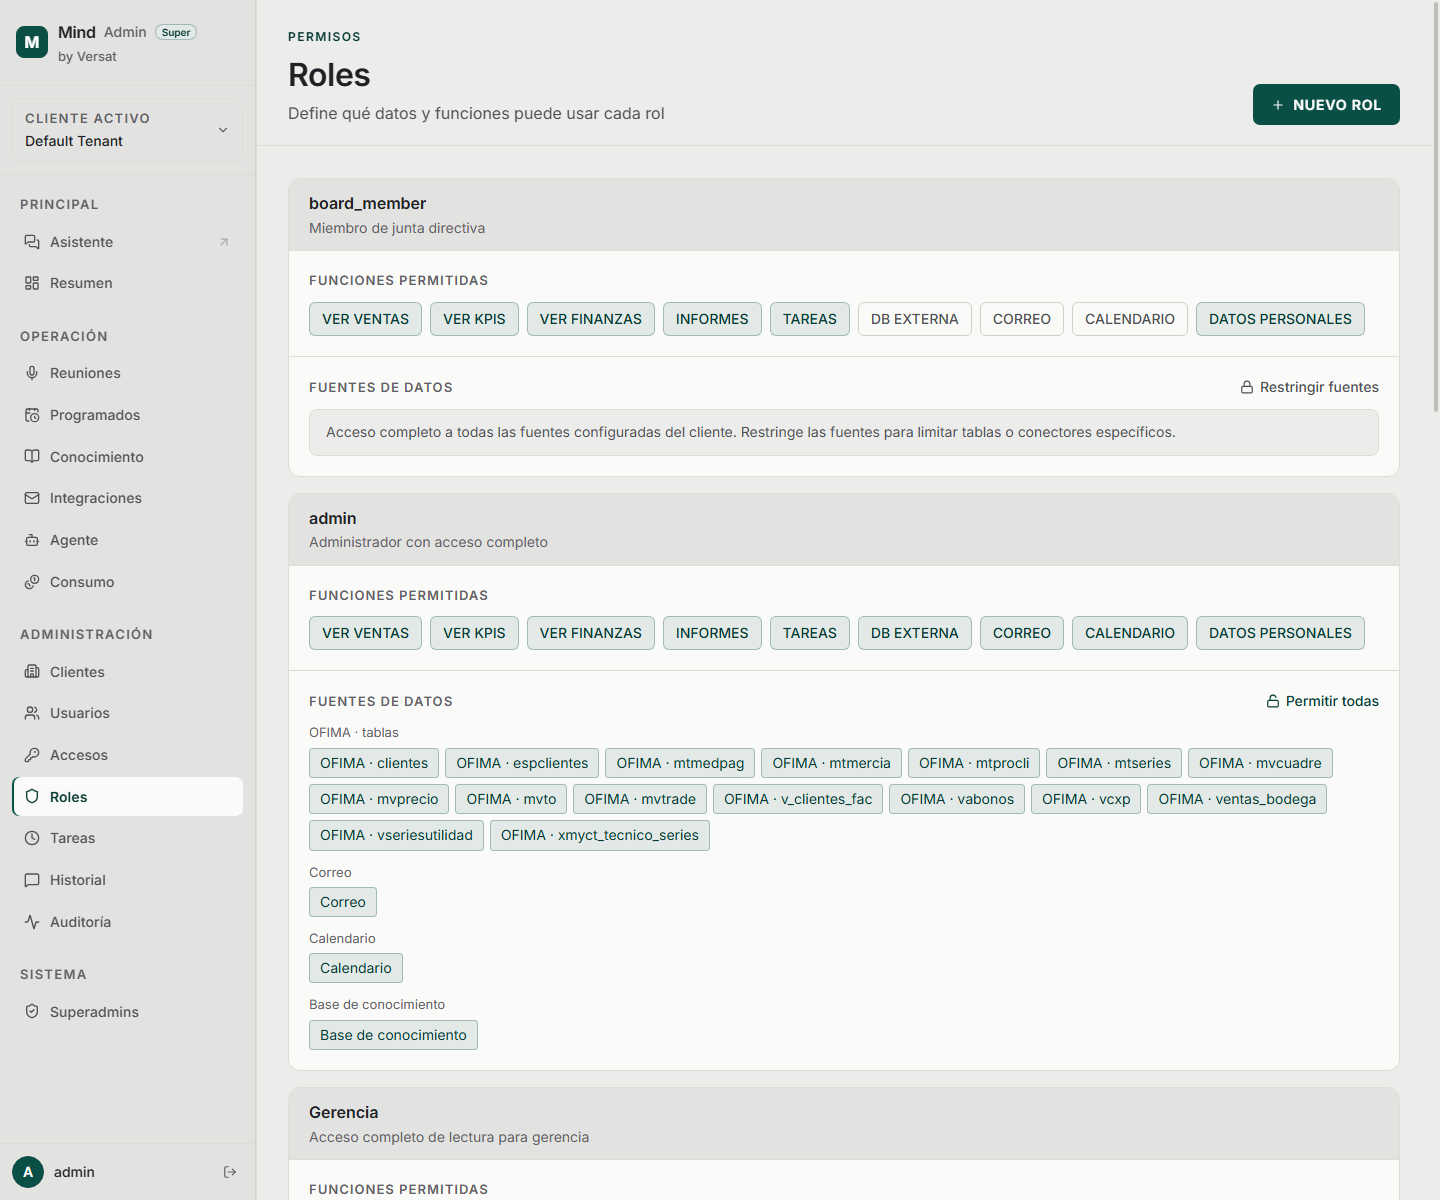 M
Mind Admin Super
by Versat
CLIENTE ACTIVO
Default Tenant
PRINCIPAL
Asistente
Resumen
OPERACIÓN
Reuniones
Programados
Conocimiento
Integraciones
Agente
Consumo
ADMINISTRACIÓN
Clientes
Usuarios
Accesos
Roles
Tareas
Historial
Auditoría
SISTEMA
Superadmins
A admin
PERMISOS
Roles
Define qué datos y funciones puede usar cada rol
+ NUEVO ROL
board_member
Miembro de junta directiva
FUNCIONES PERMITIDAS
VER VENTAS VER KPIS VER FINANZAS INFORMES TAREAS DB EXTERNA CORREO CALENDARIO DATOS PERSONALES
FUENTES DE DATOS Restringir fuentes
Acceso completo a todas las fuentes configuradas del cliente. Restringe las fuentes para limitar tablas o conectores específicos.
admin
Administrador con acceso completo
FUNCIONES PERMITIDAS
VER VENTAS VER KPIS VER FINANZAS INFORMES TAREAS DB EXTERNA CORREO CALENDARIO DATOS PERSONALES
FUENTES DE DATOS Permitir todas
OFIMA · tablas
OFIMA · clientes OFIMA · espclientes OFIMA · mtmedpag OFIMA · mtmercia OFIMA · mtprocli OFIMA · mtseries OFIMA · mvcuadre
OFIMA · mvprecio OFIMA · mvto OFIMA · mvtrade OFIMA · v_clientes_fac OFIMA · vabonos OFIMA · vcxp OFIMA · ventas_bodega
OFIMA · vseriesutilidad OFIMA · xmyct_tecnico_series
Correo
Correo
Calendario
Calendario
Base de conocimiento
Base de conocimiento
Gerencia
Acceso completo de lectura para gerencia
FUNCIONES PERMITIDAS